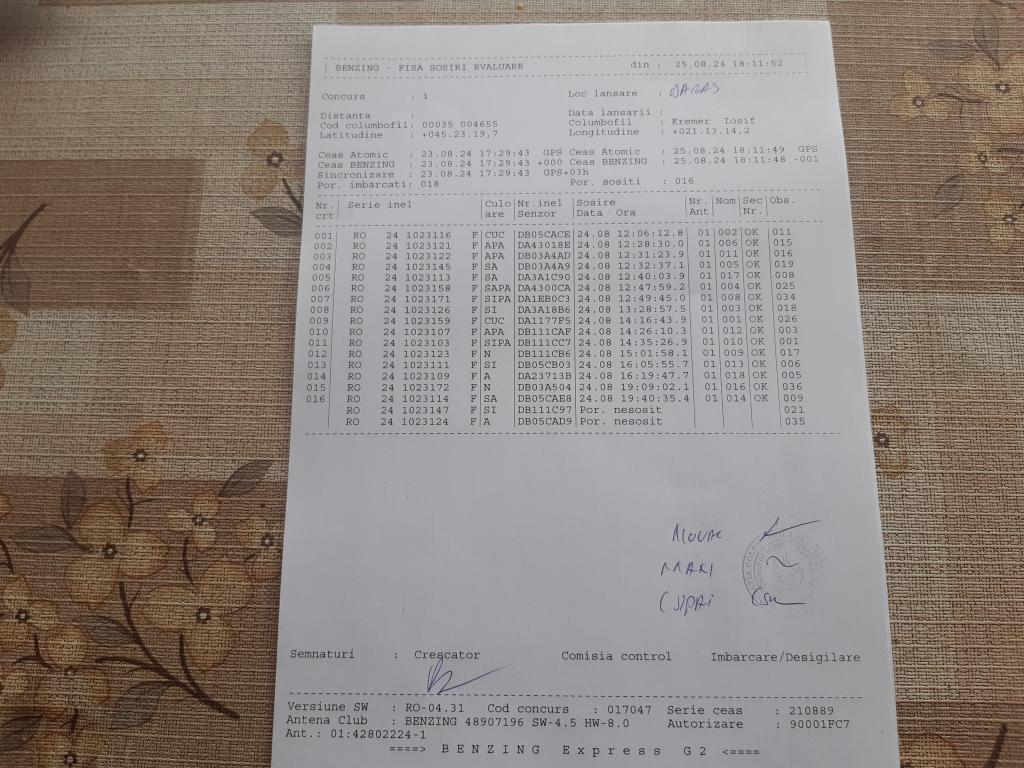 BENZING - FISA SOSIRI EVALUARE din : 25.08.24 18:11:52
Concurs : 1 Loc lansare :
Distanta : Data lansarii :
Cod columbofil: 00035 004655 Columbofil : Kremer Iosif
Latitudine : +045.23.19,7 Longitudine : +021.13.14,2
Ceas Atomic : 23.08.24 17:29:43 GPS Ceas Atomic : 25.08.24 18:11:49 GPS
Ceas BENZING : 23.08.24 17:29:43 +000 Ceas BENZING : 25.08.24 18:11:48 -001
Sincronizare : 23.08.24 17:29:43 GPS+03h
Por. imbarcati: 018 Por. sositi : 016
Nr. Serie inel Culo Nr.inel Sosire Nr. Nom Sec Obs.
crt are Senzor Data Ora Ant Nr.
001 RO 24 1023116 F CUC DB05CACE 24.08 12:06:12.8 01 002 OK 011
002 RO 24 1023121 F APA DA43018E 24.08 12:28:30.0 01 006 OK 015
003 RO 24 1023122 F APA DB03A4AD 24.08 12:31:23.9 01 011 OK 016
004 RO 24 1023145 F SA DB03A4A9 24.08 12:32:37.1 01 005 OK 019
005 RO 24 1023113 F SA DA3A1C90 24.08 12:40:03.9 01 017 OK 008
006 RO 24 1023158 F SAPA DA4300CA 24.08 12:47:59.2 01 004 OK 025
007 RO 24 1023171 F SIPA DA1EB0C3 24.08 12:49:45.0 01 008 OK 034
008 RO 24 1023126 F SI DA3A18B6 24.08 13:28:57.5 01 003 OK 018
009 RO 24 1023159 F CUC DA1177F5 24.08 14:16:43.9 01 001 OK 026
010 RO 24 1023107 F APA DB111CAF 24.08 14:26:10.3 01 012 OK 003
011 RO 24 1023103 F SIPA DB111CC7 24.08 14:35:26.9 01 010 OK 001
012 RO 24 1023123 F N DB111CB6 24.08 15:01:58.1 01 009 OK 017
013 RO 24 1023111 F SI DB05CB03 24.08 16:05:55.7 01 013 OK 006
014 RO 24 1023109 F A DA23713B 24.08 16:19:47.7 01 018 OK 005
015 RO 24 1023172 F N DB03A504 24.08 19:09:02.1 01 016 OK 036
016 RO 24 1023114 F SA DB05CAE8 24.08 19:40:35.4 01 014 OK 009
RO 24 1023147 F SI DB111C97 Por. nesosit 021
RO 24 1023124 F A DB05CAD9 Por. nesosit 035
Semnaturi : Crescator Comisia control Imbarcare/Desigilare
Versiune SW : RO-04.31 Cod concurs : 017047 Serie ceas : 210889
Antena Club : BENZING 48907196 SW-4.5 HW-8.0 Autorizare : 90001FC7
Ant.: 01:42802224-1
====> BENZING Express G2 <====